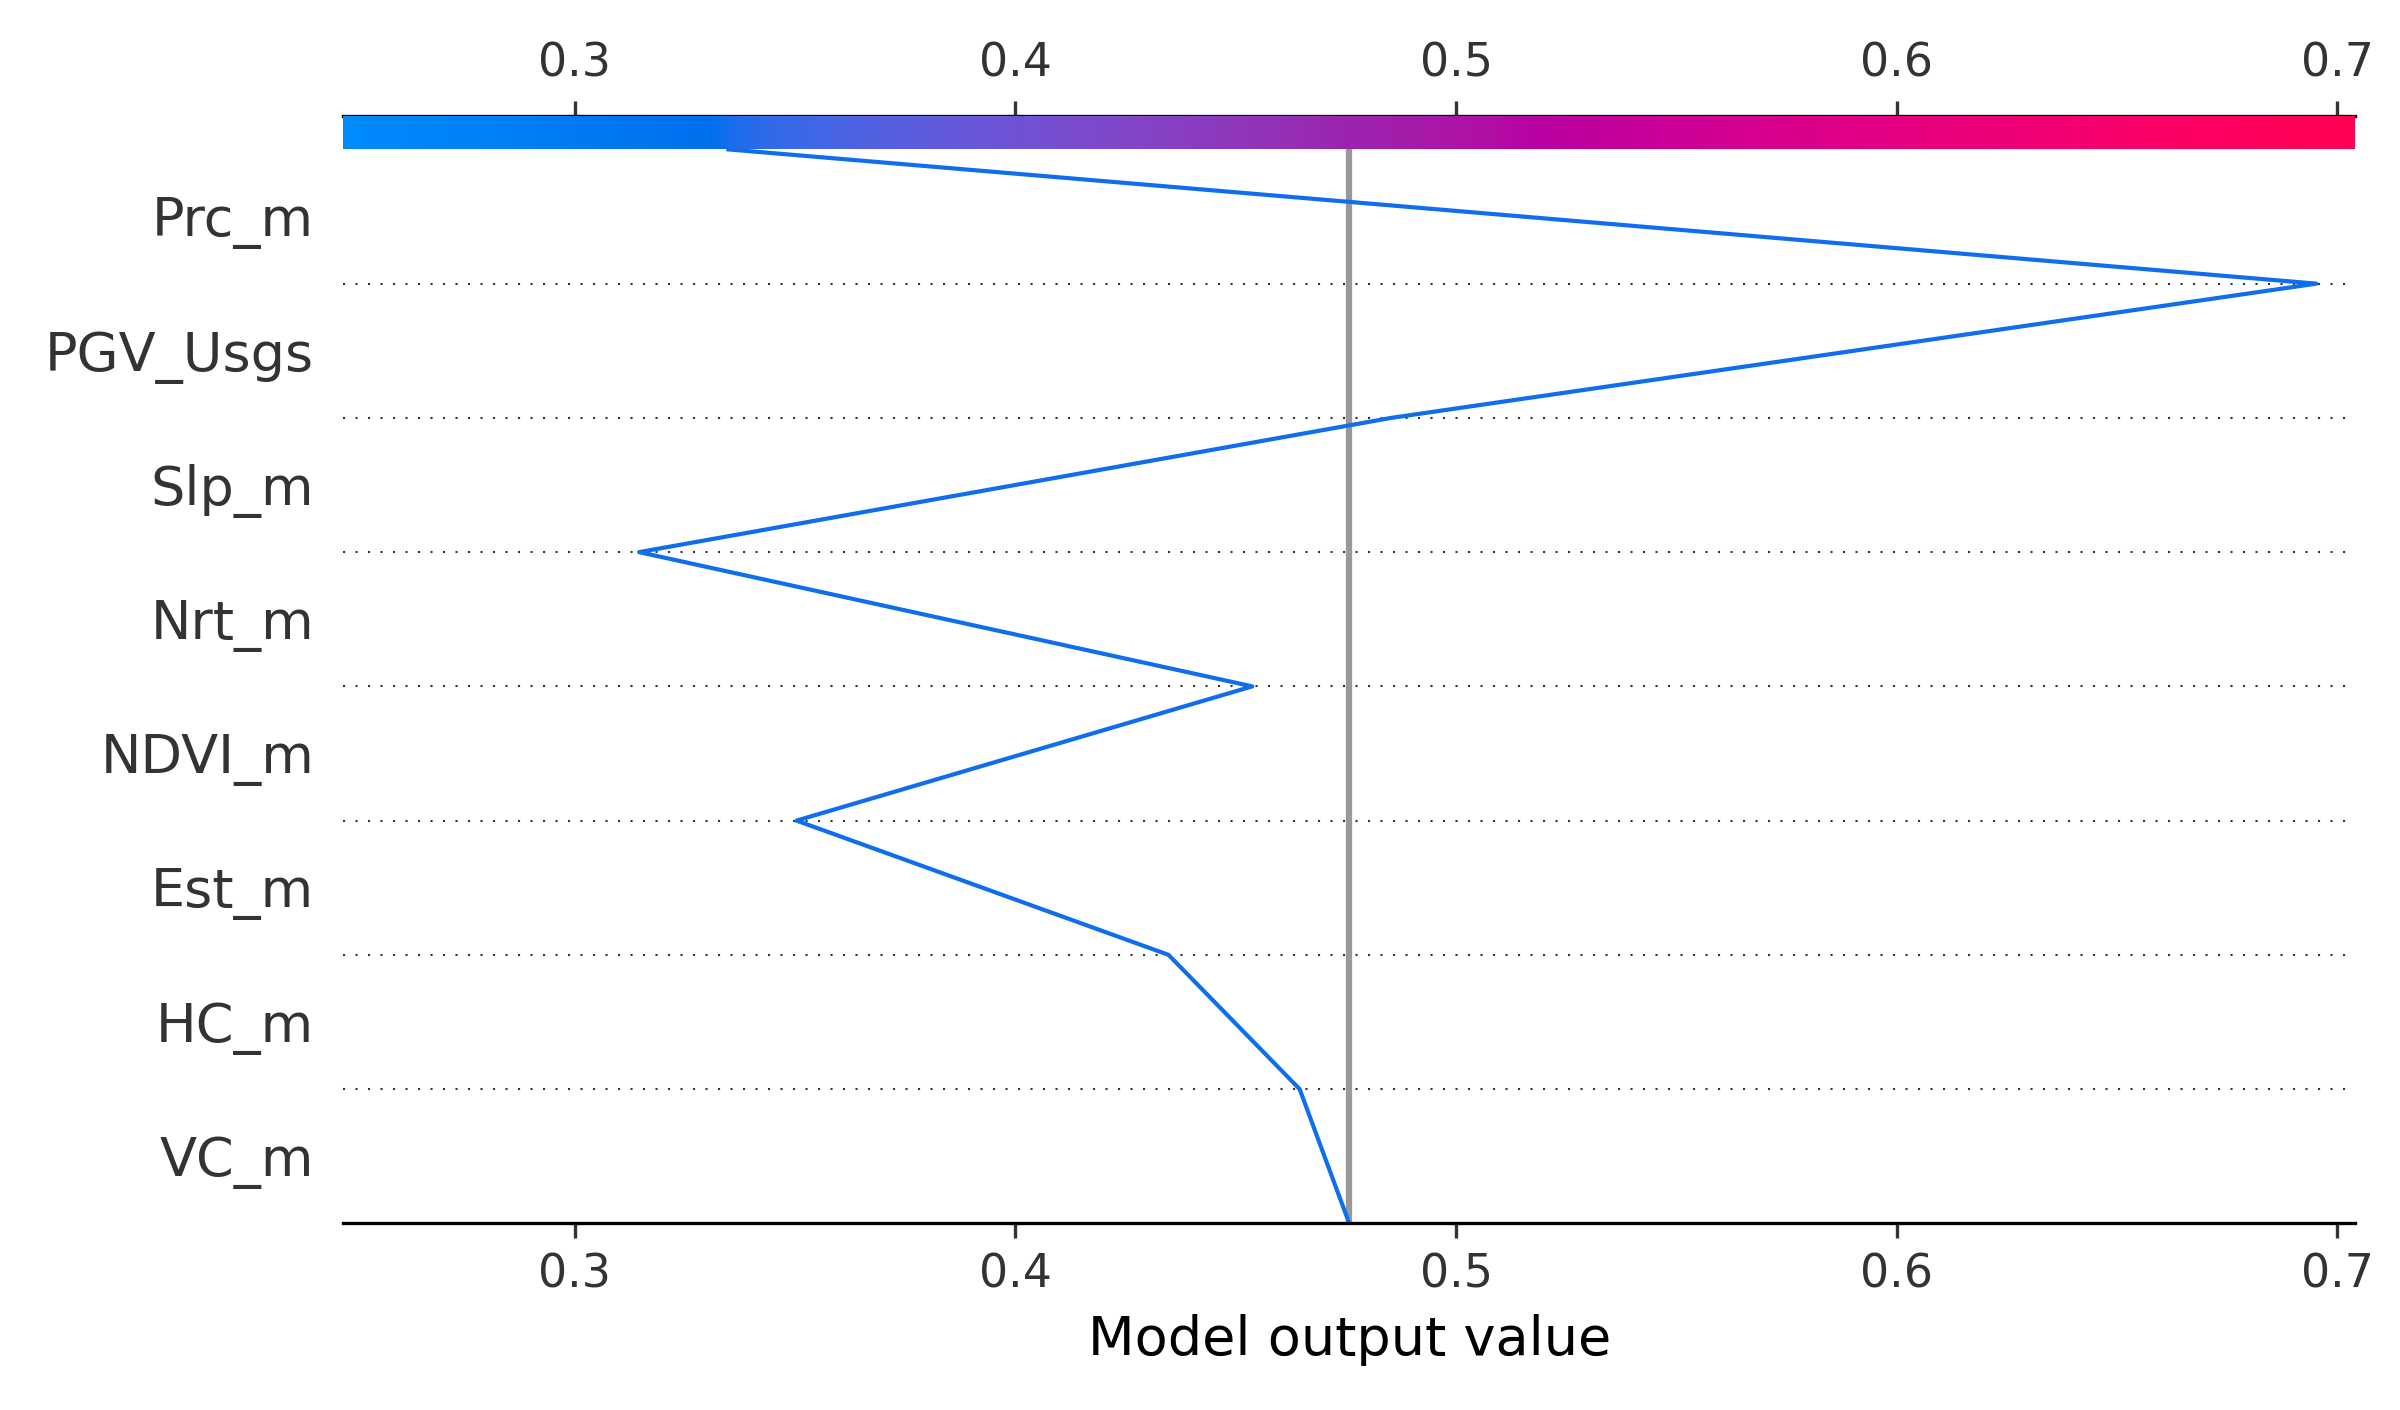 0.3 0.4 0.5 0.6 0.7
Prc_m
PGV_Usgs
Slp_m
Nrt_m
NDVI_m
Est_m
HC_m
VC_m
0.3 0.4 0.5 0.6 0.7
Model output value